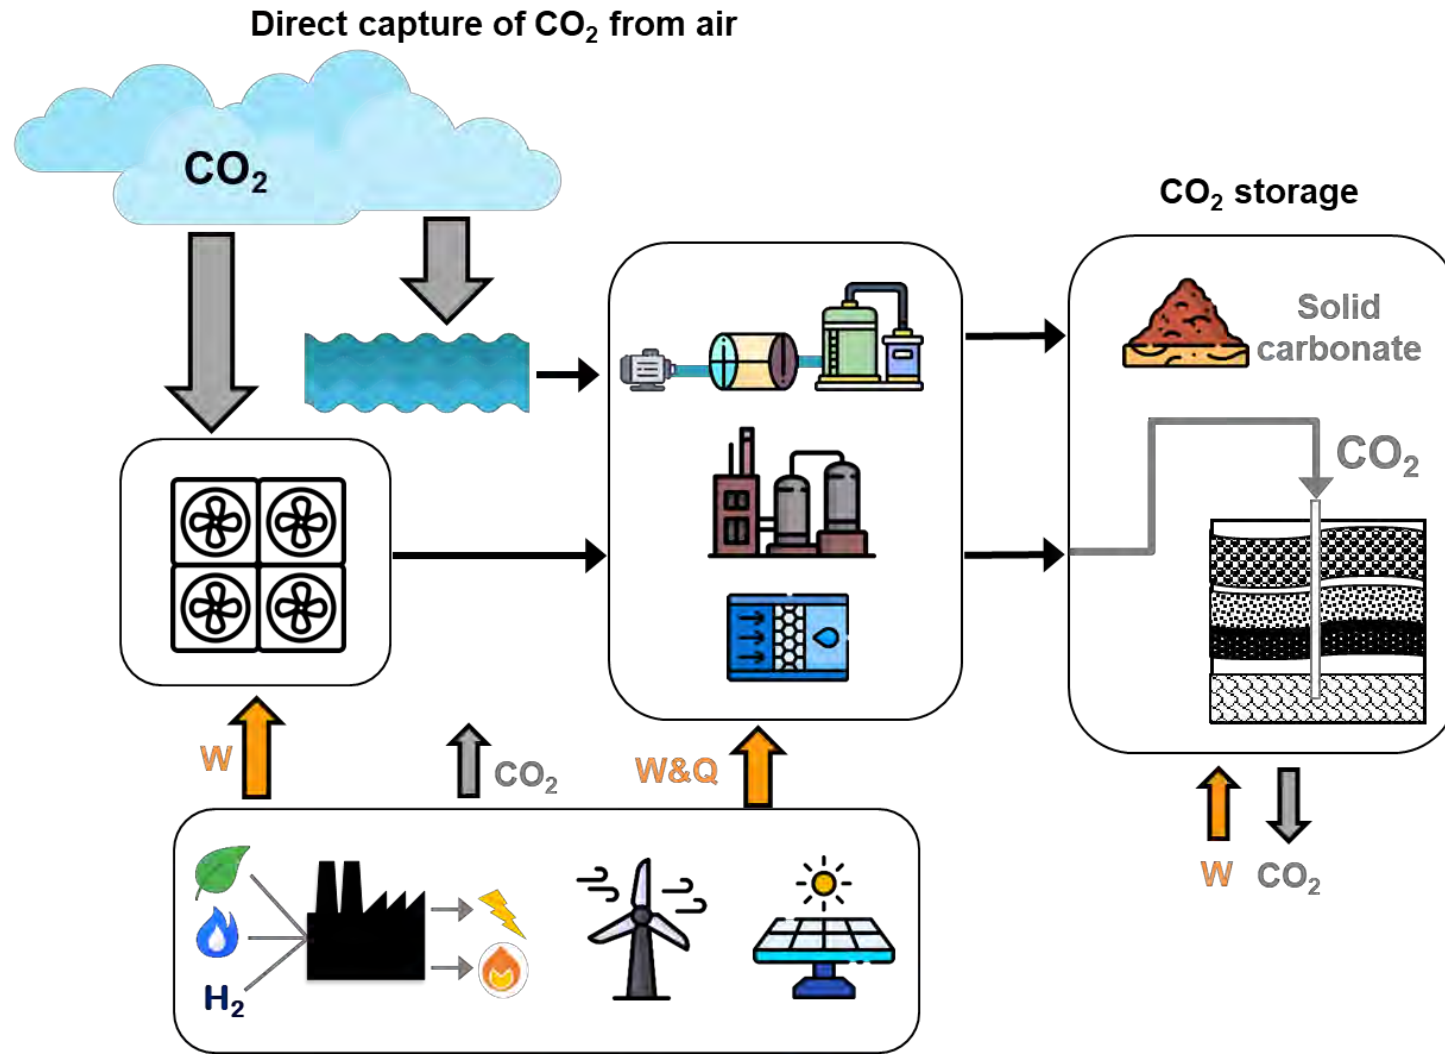 Direct capture of CO₂ from air
CO₂
CO₂ storage
Solid
carbonate
CO₂
W
CO₂
W&Q
W
CO₂
H₂